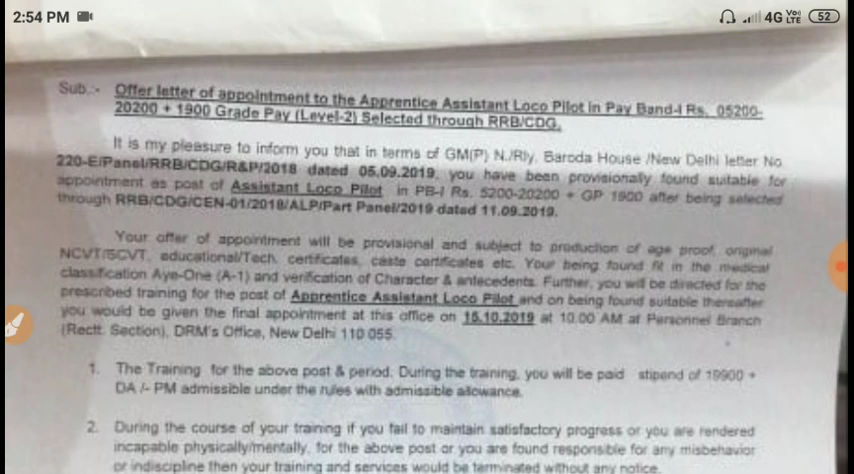 2:54 PM
4G VoI LTE 52
Sub.:- Offer letter of appointment to the Apprentice Assistant Loco Pilot in Pay Band-I Rs. 05200-
20200 + 1900 Grade Pay (Level-2) Selected through RRB/CDG.
It is my pleasure to inform you that in terms of GM(P) N./Rly. Baroda House /New Delhi letter No
220-E/Panel/RRB/CDG/R&P/2018 dated 05.09.2019, you have been provisionally found suitable for
appointment as post of Assistant Loco Pilot in PB-I Rs. 5200-20200 + GP 1900 after being selected
through RRB/CDG/CEN-01/2018/ALP/Part Panel/2019 dated 11.09.2019.
Your offer of appointment will be provisional and subject to production of age proof, original
NCVT/SCVT, educational/Tech. certificates, caste certificates etc. Your being found fit in the medical
classification Aye-One (A-1) and verification of Character & antecedents. Further, you will be directed for the
prescribed training for the post of Apprentice Assistant Loco Pilot and on being found suitable thereafter
you would be given the final appointment at this office on 16.10.2019 at 10.00 AM at Personnel Branch
(Rectt. Section), DRM's Office, New Delhi 110 055.
1. The Training for the above post & period. During the training, you will be paid stipend of 19900 +
DA /- PM admissible under the rules with admissible allowance.
2. During the course of your training if you fail to maintain satisfactory progress or you are rendered
incapable physically/mentally, for the above post or you are found responsible for any misbehavior
or indiscipline then your training and services would be terminated without any notice.